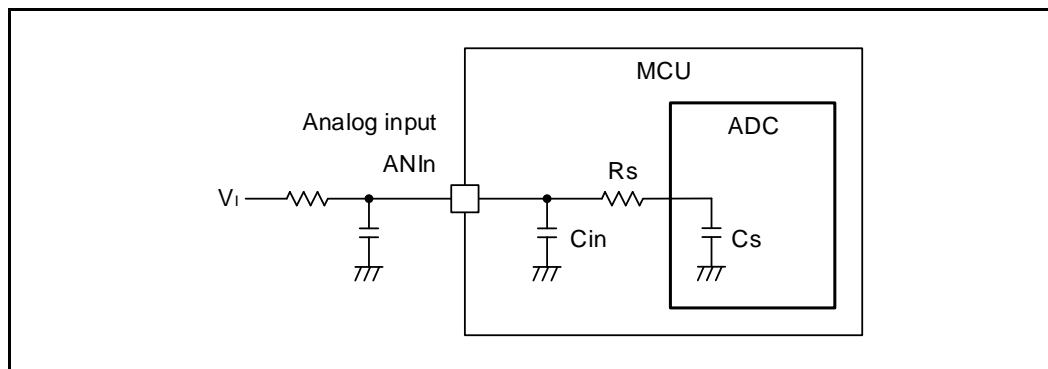 MCU
ADC
Analog input
ANIn
Rs
VI
Cin
Cs